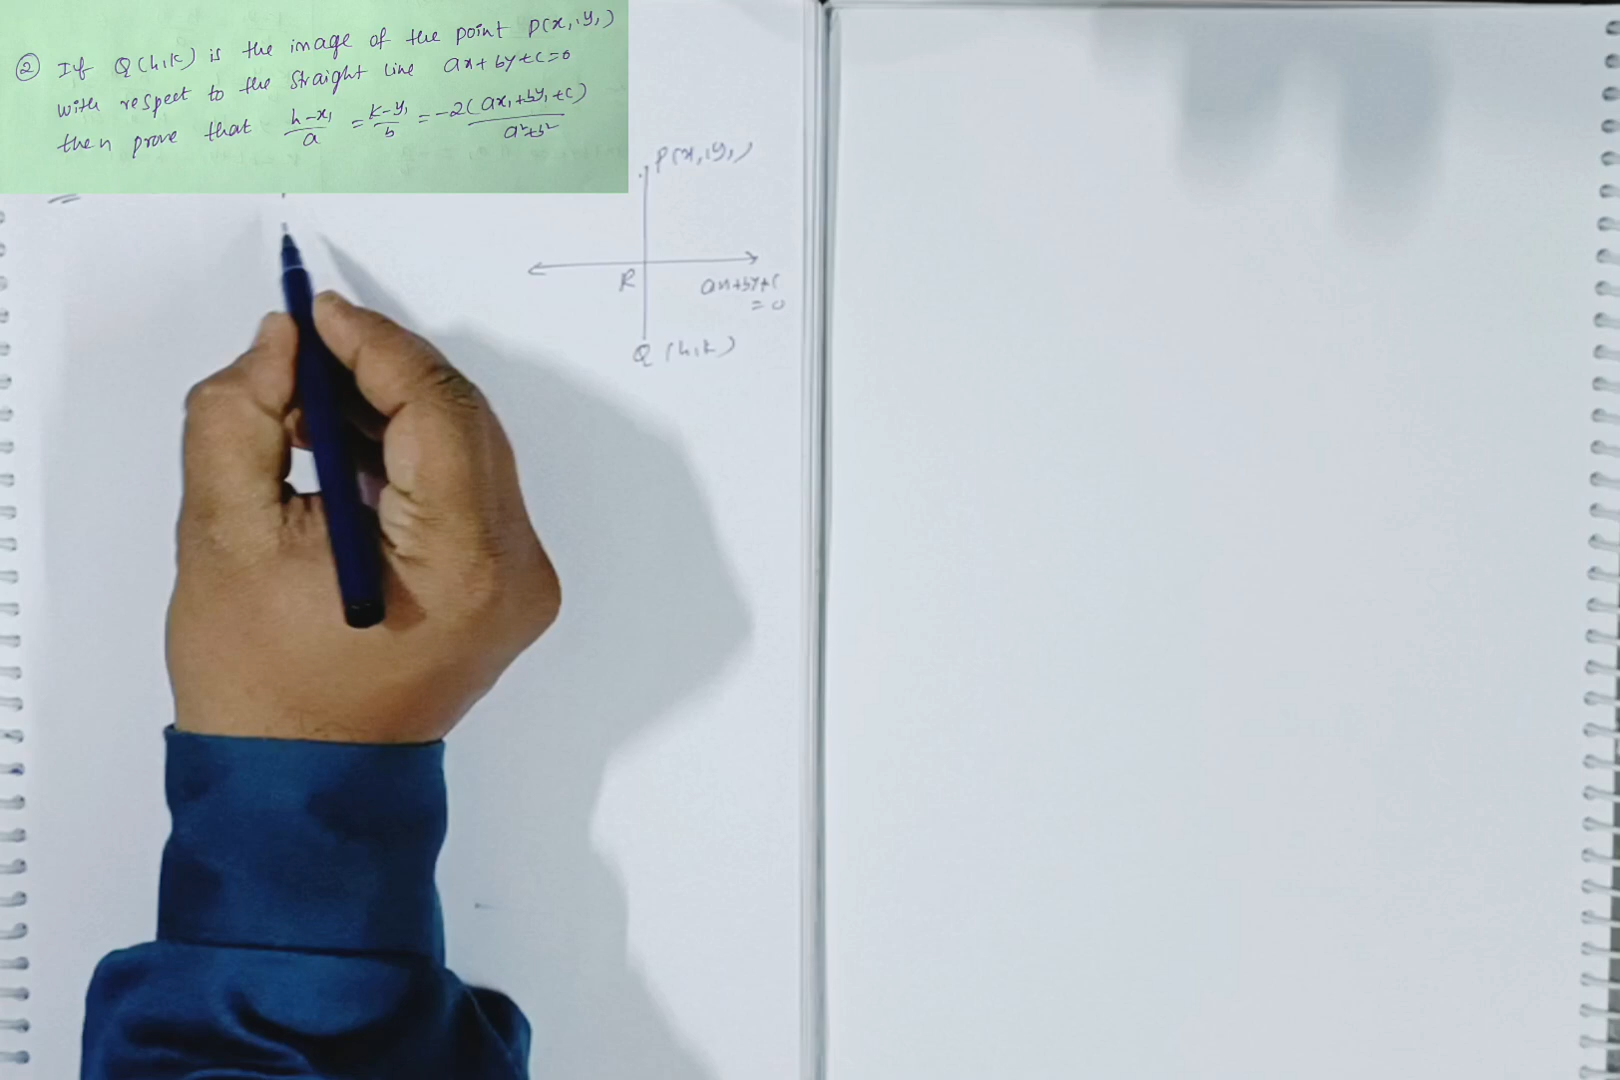 ② If Q(h,k) is the image of the point P(x₁,y₁)
with respect to the straight line ax+by+c=0
then prove that (h-x₁)/a = (k-y₁)/b = -2(ax₁+by₁+c)/(a²+b²)
P(x₁,y₁)
R
ax+by+c
=0
Q(h,k)